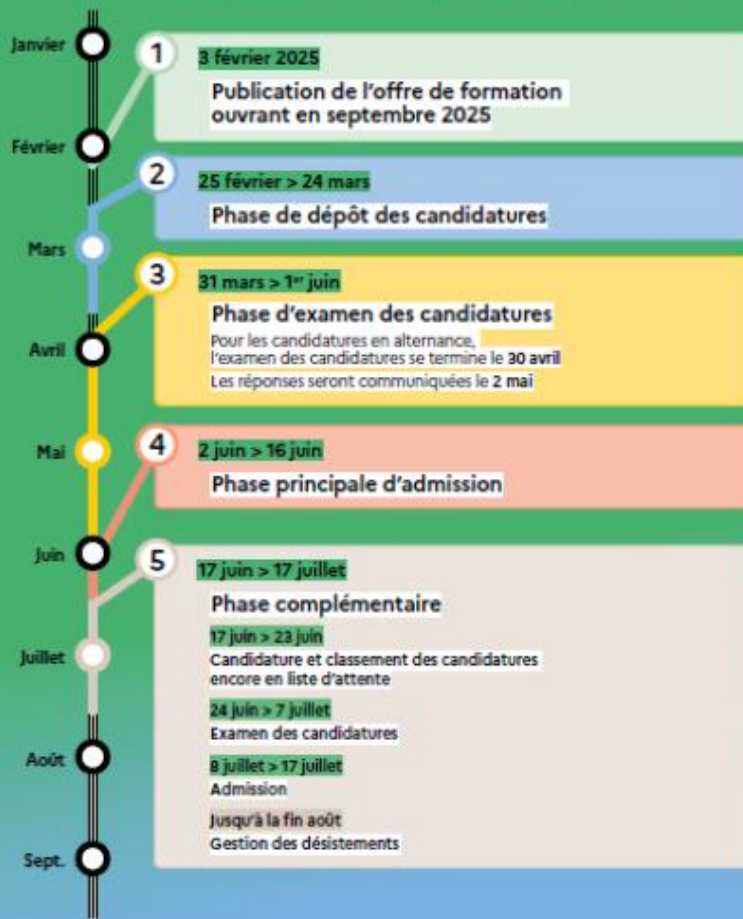 Janvier
1
3 février 2025
Publication de l'offre de formation
ouvrant en septembre 2025
Février
2
25 février > 24 mars
Phase de dépôt des candidatures
Mars
3
31 mars > 1er juin
Phase d'examen des candidatures
Pour les candidatures en alternance,
l'examen des candidatures se termine le 30 avril
Les réponses seront communiquées le 2 mai
Avril
Mai
4
2 juin > 16 juin
Phase principale d'admission
Juin
5
17 juin > 17 juillet
Phase complémentaire
17 juin > 23 juin
Candidature et classement des candidatures
encore en liste d'attente
Juillet
24 juin > 7 juillet
Examen des candidatures
8 juillet > 17 juillet
Admission
Août
Jusqu'à la fin août
Gestion des désistements
Sept.